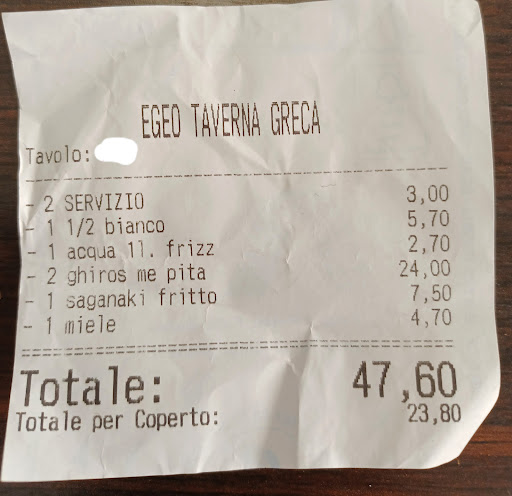 EGEO TAVERNA GRECA
Tavolo:
- 2 SERVIZIO 3,00
- 1 1/2 bianco 5,70
- 1 acqua 1l. frizz 2,70
- 2 ghiros me pita 24,00
- 1 saganaki fritto 7,50
- 1 miele 4,70
Totale: 47,60
Totale per Coperto: 23,80